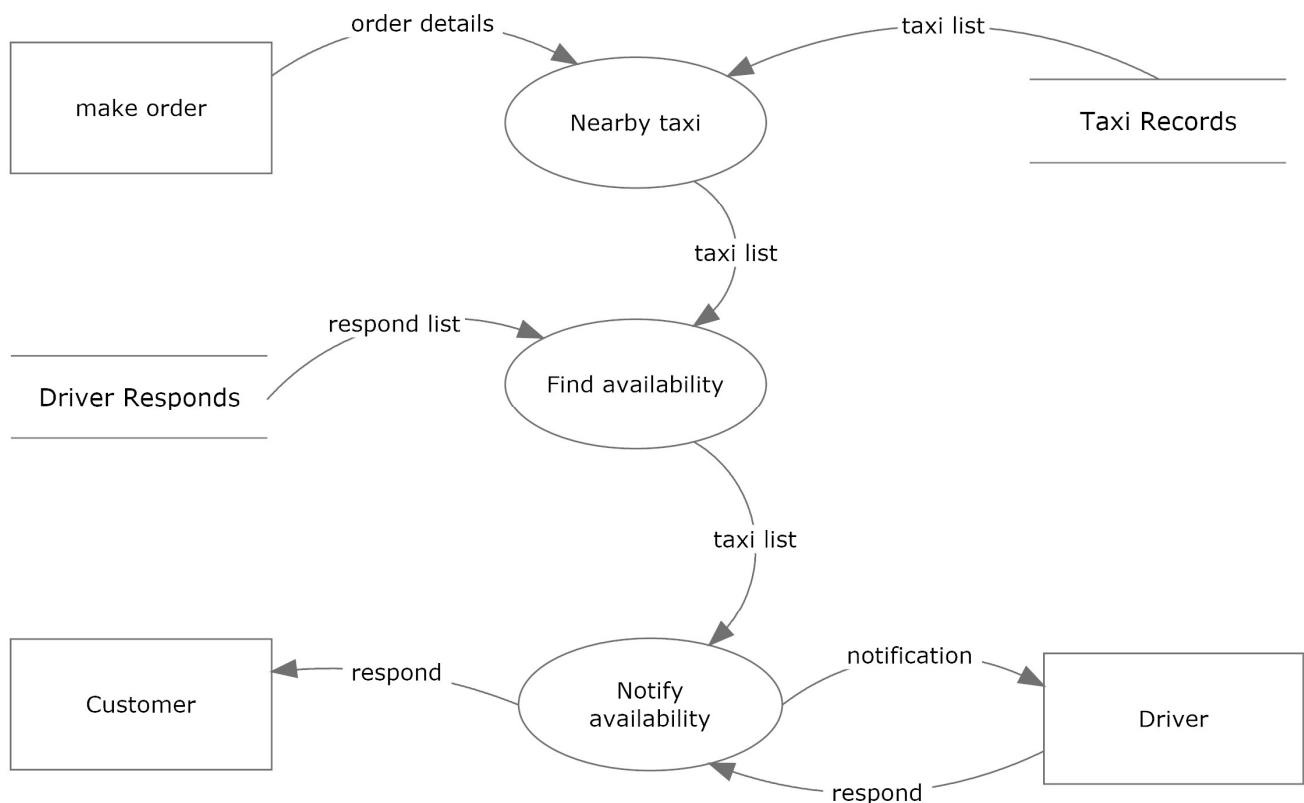 order details
taxi list
make order
Nearby taxi
Taxi Records
taxi list
respond list
Find availability
Driver Responds
taxi list
notification
respond
Notify
availability
Customer
Driver
respond